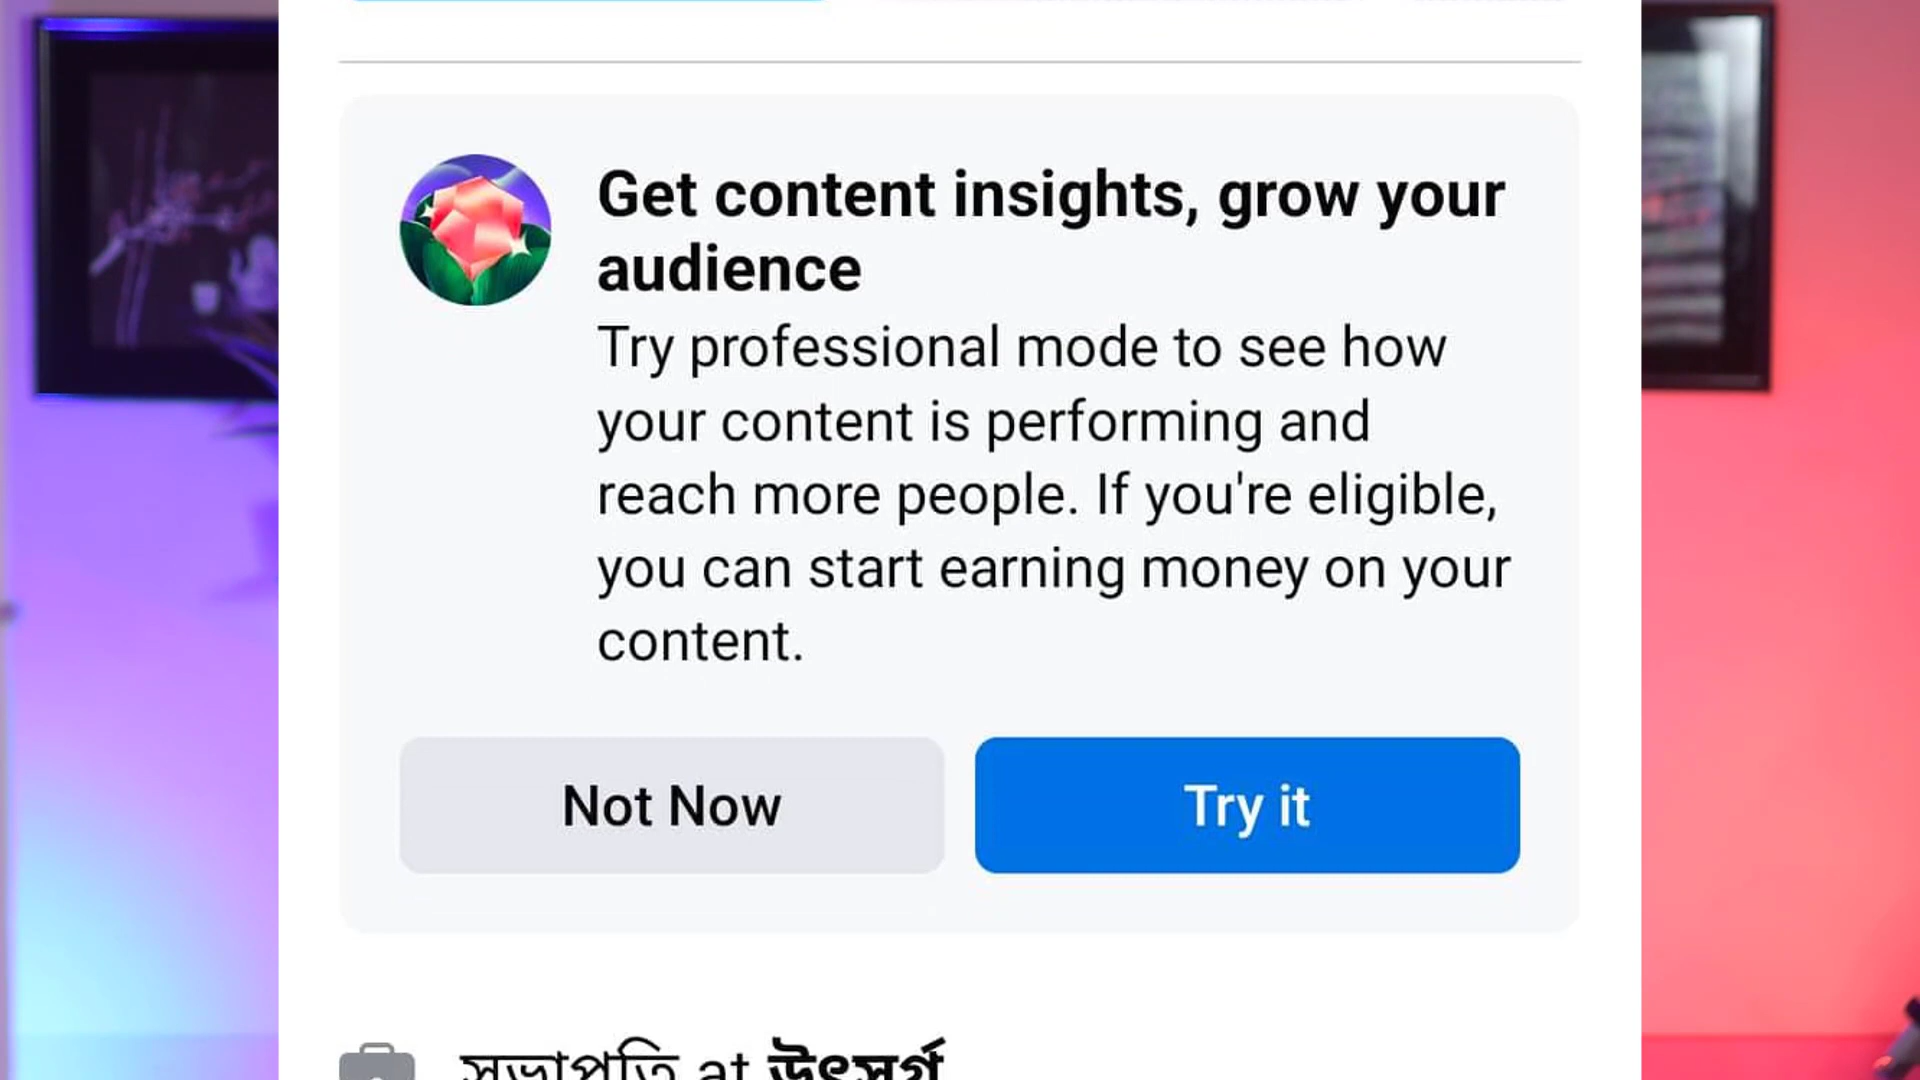 Get content insights, grow your
audience
Try professional mode to see how
your content is performing and
reach more people. If you're eligible,
you can start earning money on your
content.
Not Now
Try it
সভাপতি at উৎসর্গ